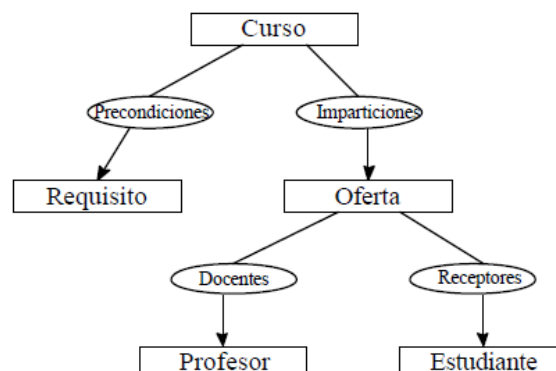 Curso
Precondiciones
Imparticiones
Requisito
Oferta
Docentes
Receptores
Profesor
Estudiante